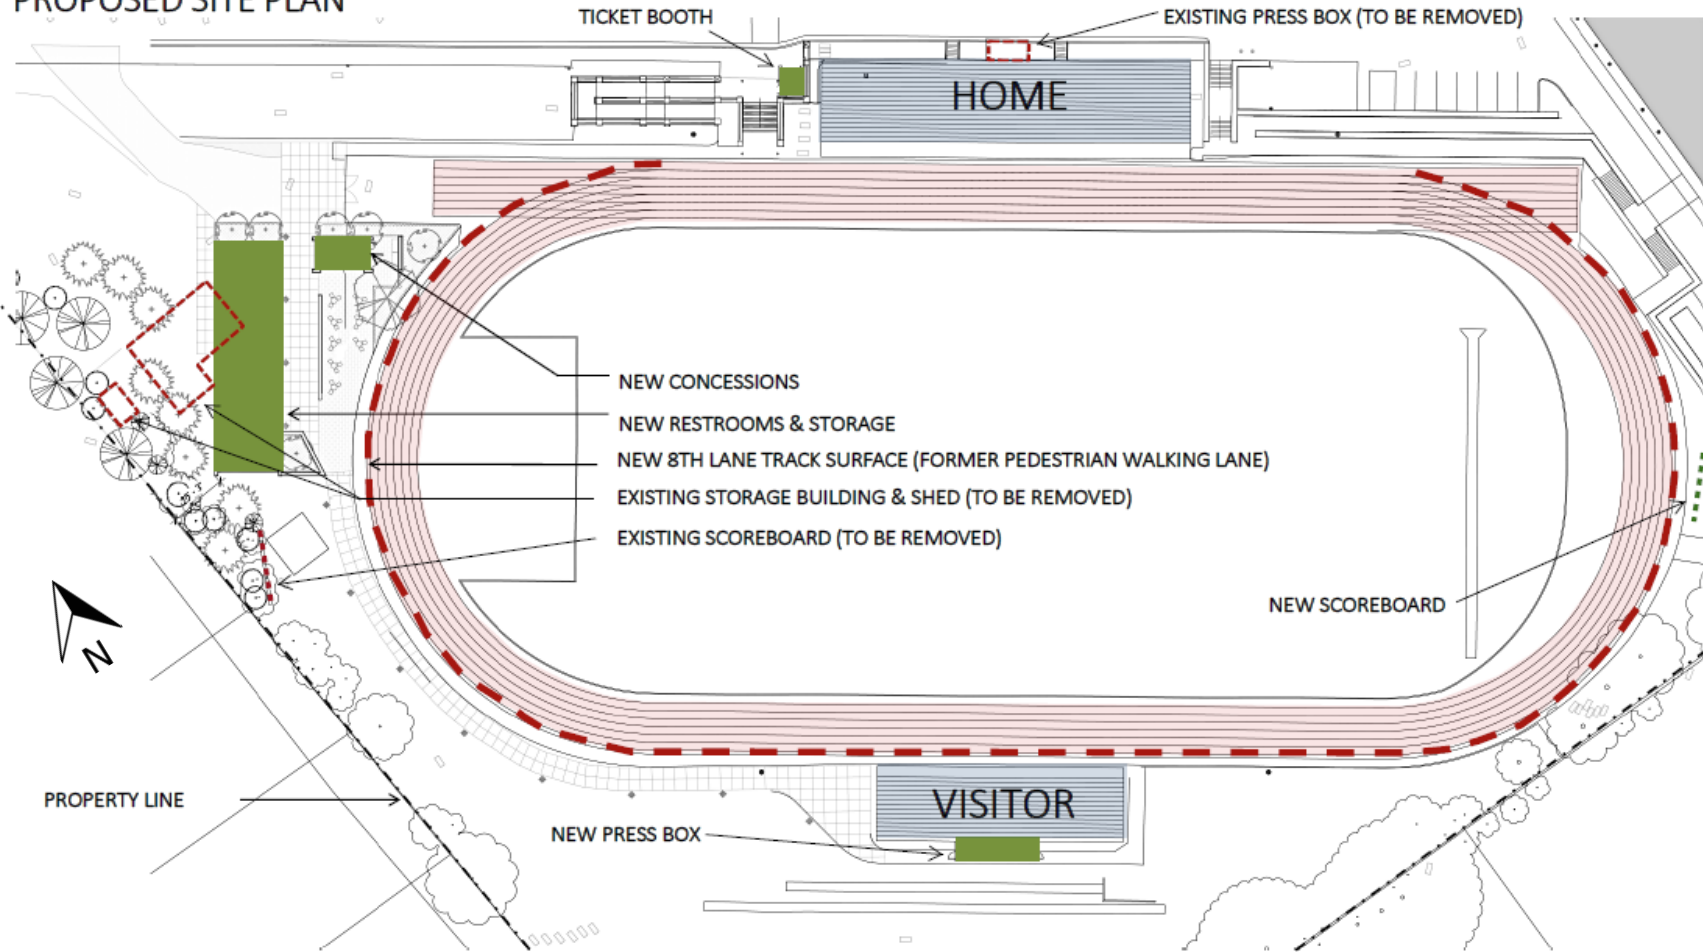 PROPOSED SITE PLAN
TICKET BOOTH
EXISTING PRESS BOX (TO BE REMOVED)
HOME
NEW CONCESSIONS
NEW RESTROOMS & STORAGE
NEW 8TH LANE TRACK SURFACE (FORMER PEDESTRIAN WALKING LANE)
EXISTING STORAGE BUILDING & SHED (TO BE REMOVED)
EXISTING SCOREBOARD (TO BE REMOVED)
NEW SCOREBOARD
N
PROPERTY LINE
VISITOR
NEW PRESS BOX